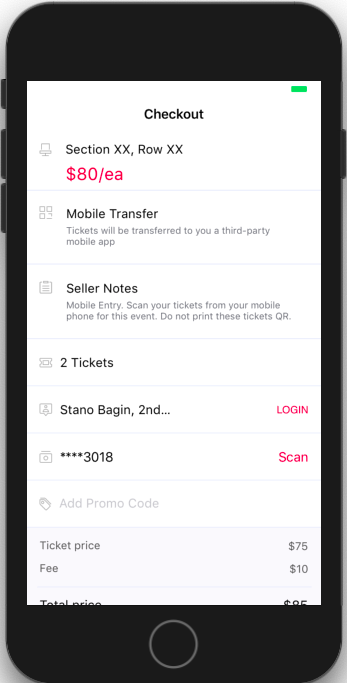 Checkout
Section XX, Row XX
$80/ea
Mobile Transfer
Tickets will be transferred to you a third-party
mobile app
Seller Notes
Mobile Entry. Scan your tickets from your mobile
phone for this event. Do not print these tickets QR.
2 Tickets
Stano Bagin, 2nd... LOGIN
****3018 Scan
Add Promo Code
Ticket price $75
Fee $10
Total price $85